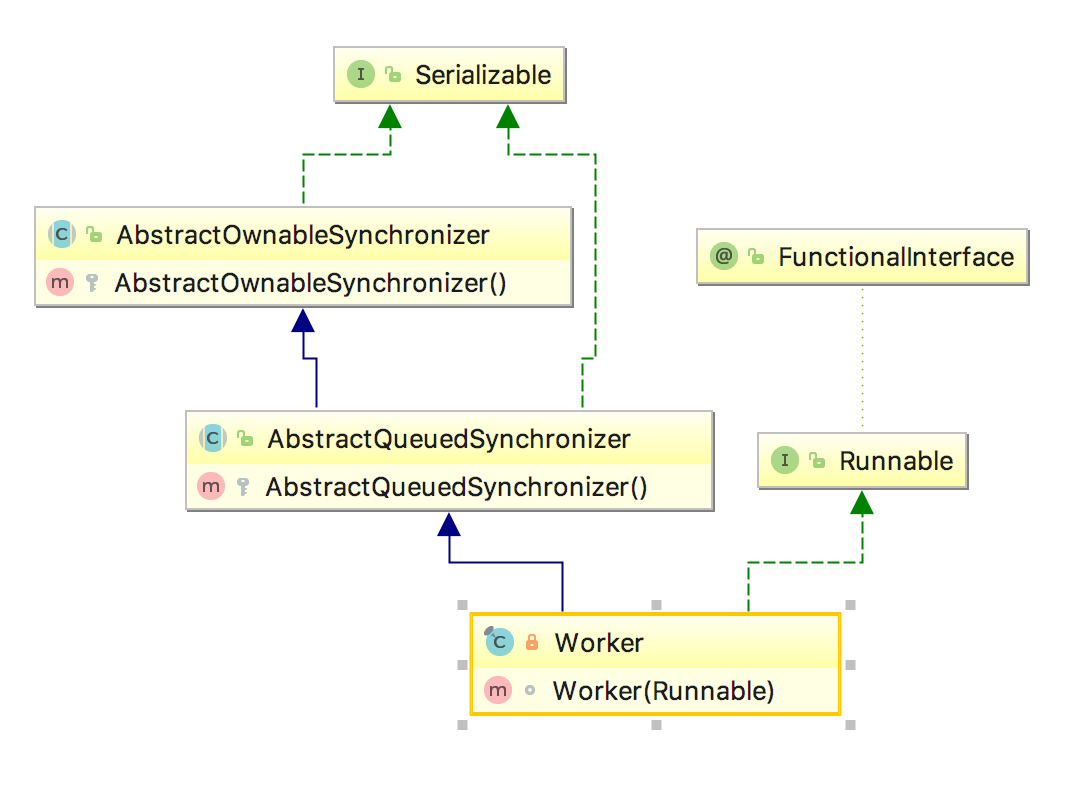 I Serializable
C AbstractOwnableSynchronizer
m AbstractOwnableSynchronizer()
@ FunctionalInterface
C AbstractQueuedSynchronizer
m AbstractQueuedSynchronizer()
I Runnable
C Worker
m Worker(Runnable)